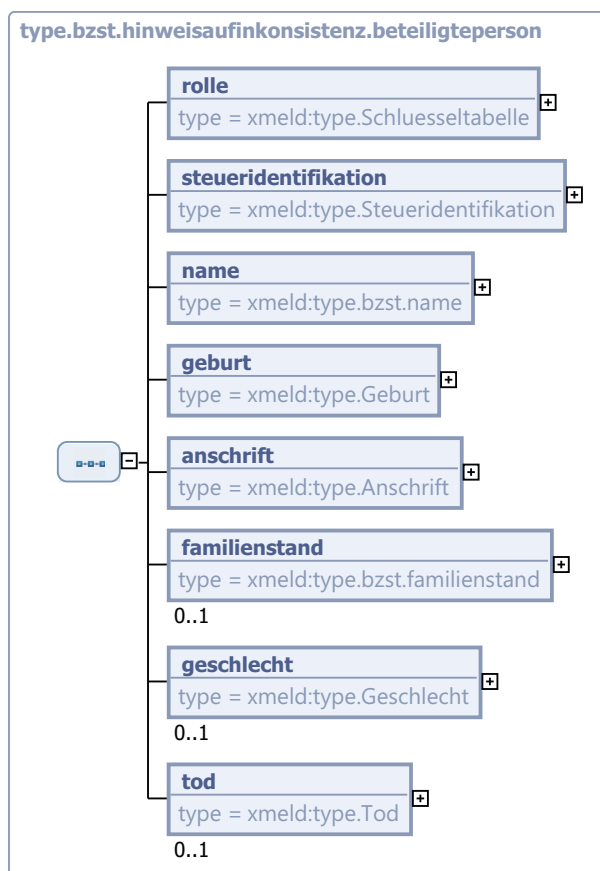 type.bzst.hinweisaufinkonsistenz.beteiligteperson
rolle
type = xmeld:type.Schluesseltabelle
steueridentifikation
type = xmeld:type.Steueridentifikation
name
type = xmeld:type.bzst.name
geburt
type = xmeld:type.Geburt
anschrift
type = xmeld:type.Anschrift
familienstand
type = xmeld:type.bzst.familienstand
0..1
geschlecht
type = xmeld:type.Geschlecht
0..1
tod
type = xmeld:type.Tod
0..1